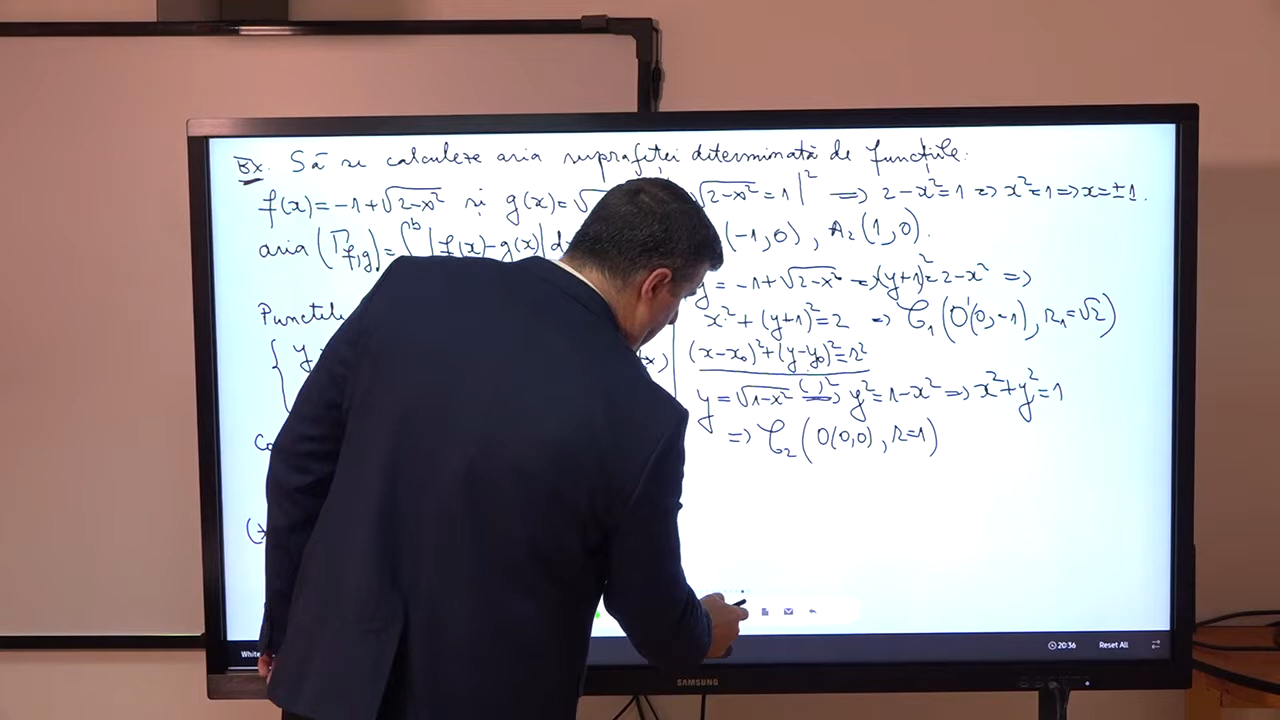 Ex. Să se calculeze aria suprafeței determinată de funcțiile:
f(x) = -1+√(2-x²) și g(x) = √
aria (Γf,g) = ∫ᵇ |f(x)-g(x)| d
Punctele
{ y
(*
√(2-x²) = 1 |² => 2-x²=1 => x²=1 => x=±1.
(-1,0), A₂(1,0).
y = -1+√(2-x²) => (y+1)² = 2-x² =>
x²+(y+1)²=2 => C₁(O'(0,-1), r₁=√2)
(x-x₀)²+(y-y₀)²=r²
y = √(1-x²) ( )² => y²=1-x² => x²+y²=1
=> C₂(O(0,0), r=1)
20:36 Reset All
SAMSUNG